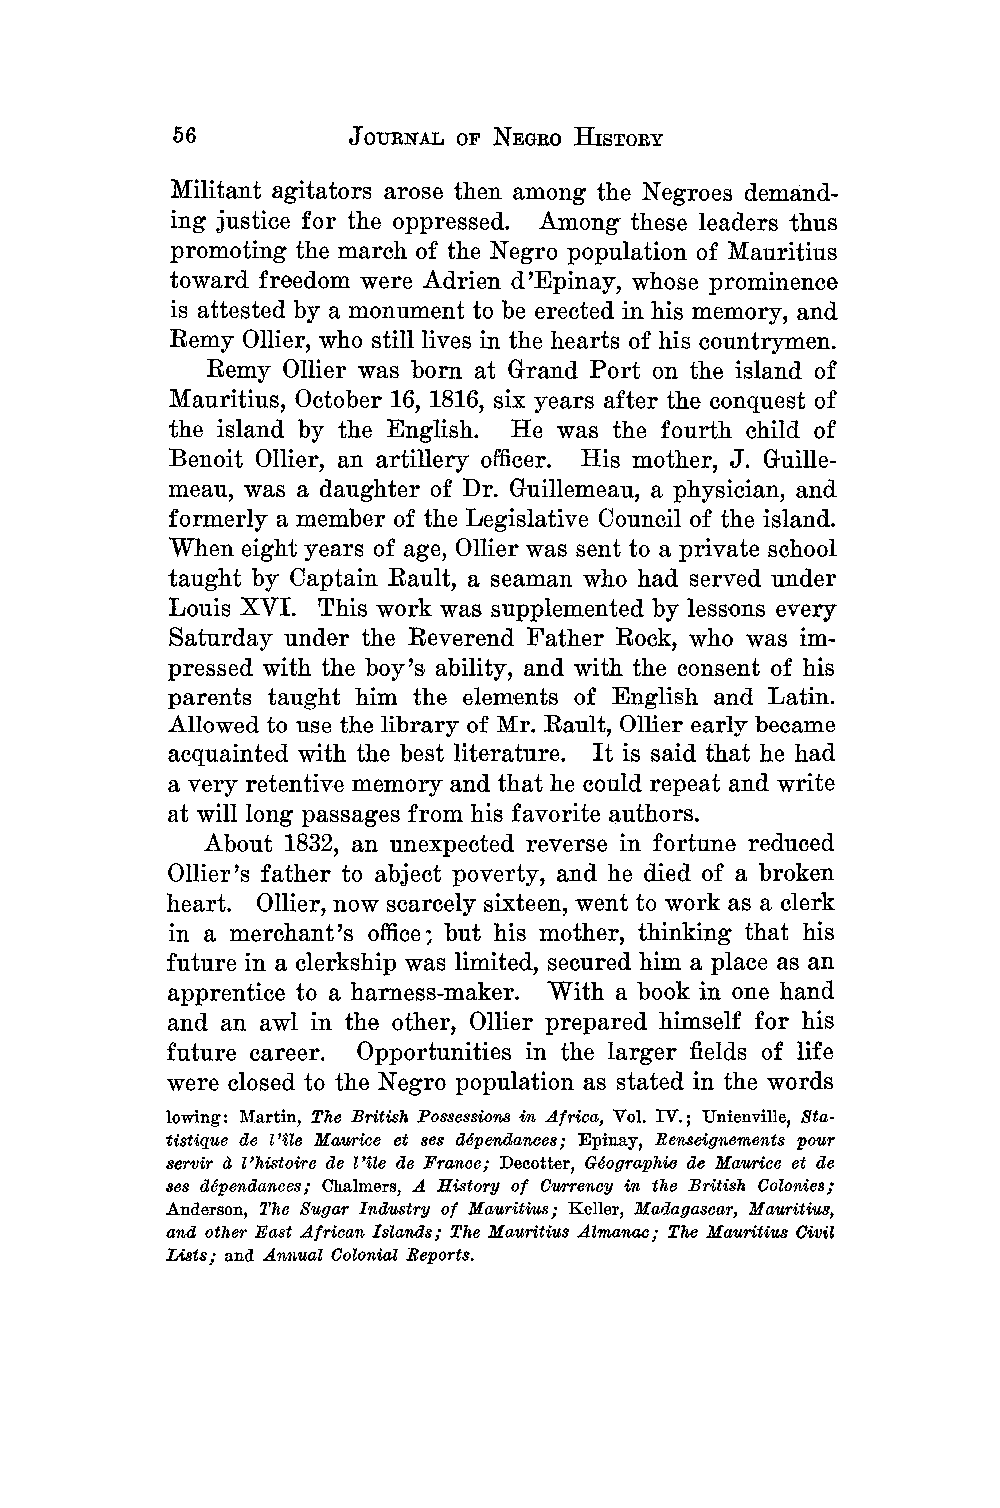 56 JOURNAL OF NEGRO HISTORY
Militant agitators arose then among the Negroes demand-
ing justice for the oppressed. Among these leaders thus
promoting the march of the Negro population of Mauritius
toward freedom were Adrien d'Epinay, whose prominence
is attested by a monument to be erected in his memory, and
Remy Ollier, who still lives in the hearts of his countrymen.
Remy Ollier was born at Grand Port on the island of
Mauritius, October 16, 1816, six years after the conquest of
the island by the English. He was the fourth child of
Benoit Ollier, an artillery officer. His mother, J. Guille-
meau, was a daughter of Dr. Guillemeau, a physician, and
formerly a member of the Legislative Council of the island.
When eight years of age, Ollier was sent to a private school
taught by Captain Rault, a seaman who had served under
Louis XVI. This work was supplemented by lessons every
Saturday under the Reverend Father Rock, who was im-
pressed with the boy's ability, and with the consent of his
parents taught him the elements of English and Latin.
Allowed to use the library of Mr. Rault, Ollier early became
acquainted with the best literature. It is said that he had
a very retentive memory and that he could repeat and write
at will long passages from his favorite authors.
About 1832, an unexpected reverse in fortune reduced
Ollier's father to abject poverty, and he died of a broken
heart. Ollier, now scarcely sixteen, went to work as a clerk
in a merchant's office; but his mother, thinking that his
future in a clerkship was limited, secured him a place as an
apprentice to a harness-maker. With a book in one hand
and an awl in the other, Ollier prepared himself for his
future career. Opportunities in the larger fields of life
were closed to the Negro population as stated in the words
lowing: Martin, The British Possessions in Africa, Vol. IV.; Unienville, Sta-
tistique de l'île Maurice et ses dépendances; Epinay, Renseignements pour
servir à l'histoire de l'île de France; Decotter, Géographie de Maurice et de
ses dépendances; Chalmers, A History of Currency in the British Colonies;
Anderson, The Sugar Industry of Mauritius; Keller, Madagascar, Mauritius,
and other East African Islands; The Mauritius Almanac; The Mauritius Civil
Lists; and Annual Colonial Reports.